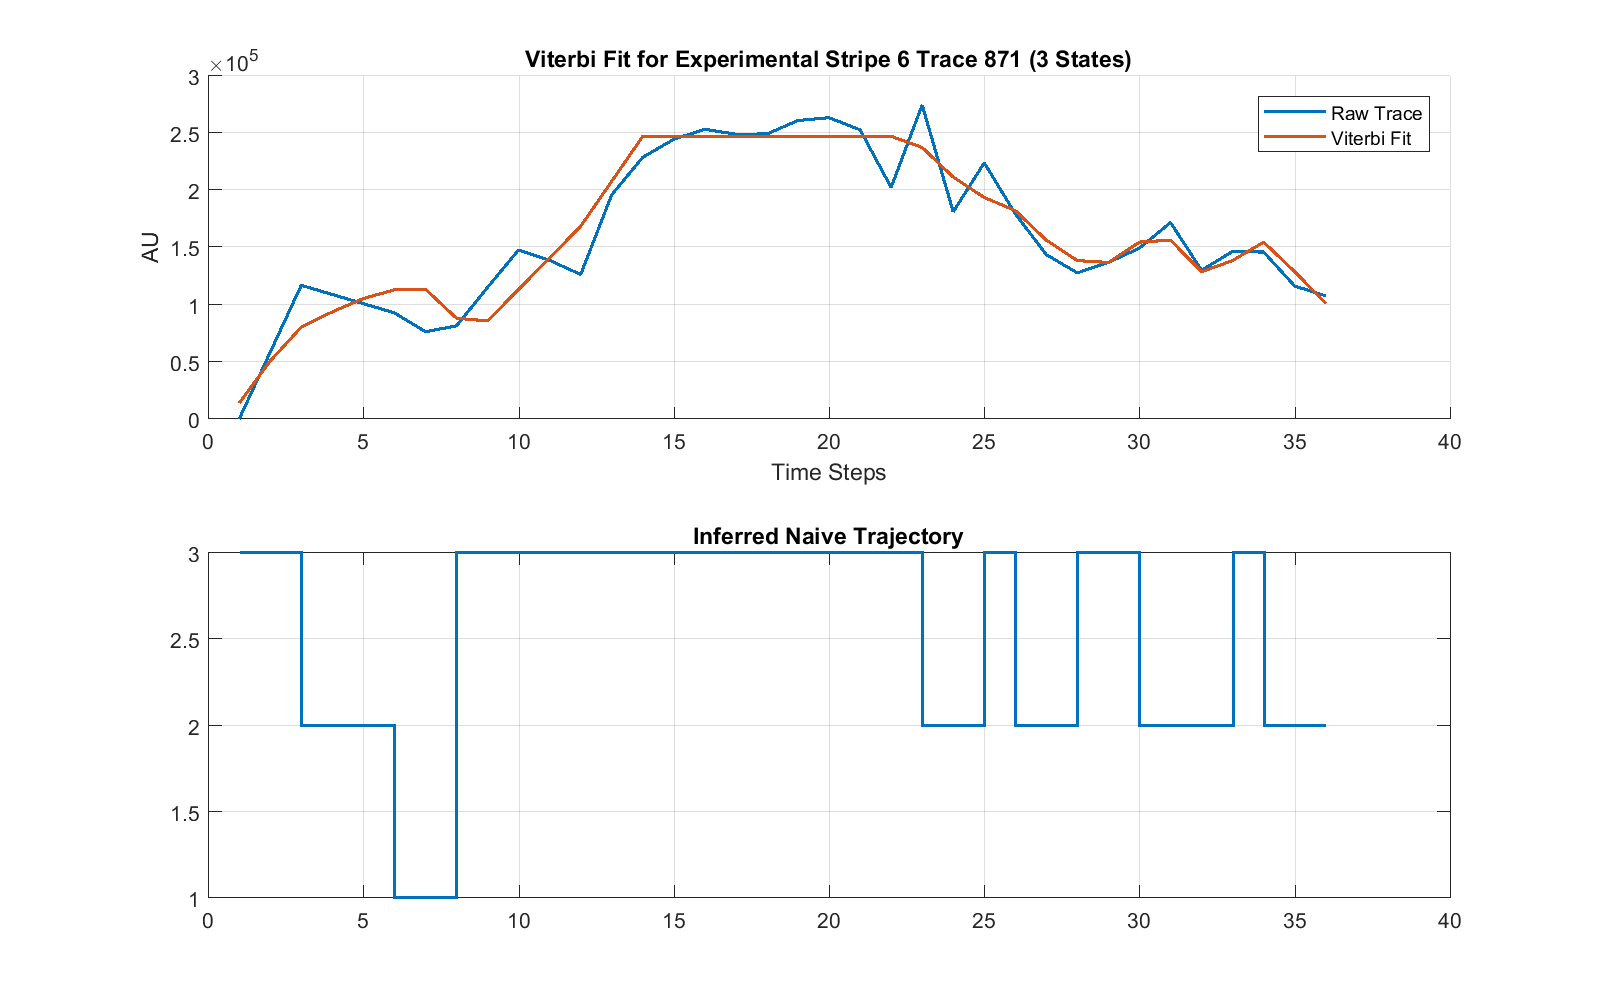 Viterbi Fit for Experimental Stripe 6 Trace 871 (3 States)
×10^5
3
2.5
2
1.5
1
0.5
0
AU
Raw Trace
Viterbi Fit
0 5 10 15 20 25 30 35 40
Time Steps
Inferred Naive Trajectory
3
2.5
2
1.5
1
0 5 10 15 20 25 30 35 40